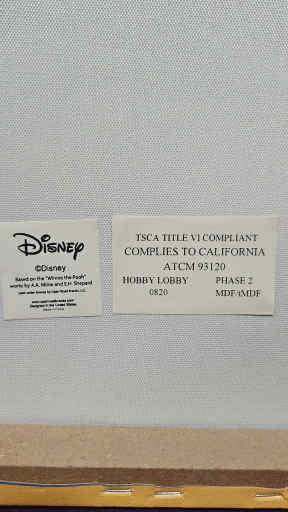 Disney
©Disney
Based on the "Winnie the Pooh"
works by A.A. Milne and E.H. Shepard
Designed in the United States
TSCA TITLE VI COMPLIANT
COMPLIES TO CALIFORNIA
ATCM 93120
HOBBY LOBBY PHASE 2
0820 MDF/tMDF